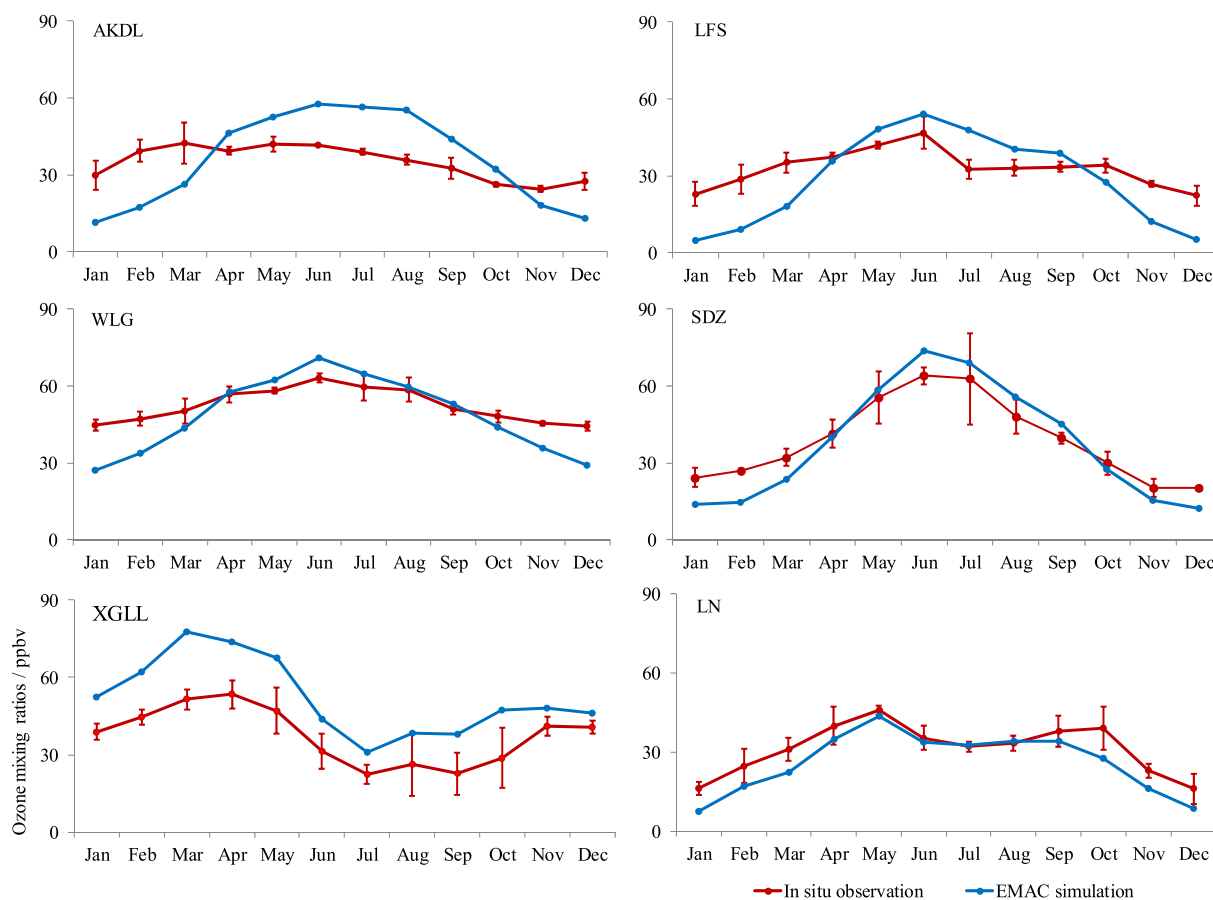 AKDL
90
60
30
0
Jan Feb Mar Apr May Jun Jul Aug Sep Oct Nov Dec
LFS
90
60
30
0
Jan Feb Mar Apr May Jun Jul Aug Sep Oct Nov Dec
WLG
90
60
30
0
Jan Feb Mar Apr May Jun Jul Aug Sep Oct Nov Dec
SDZ
90
60
30
0
Jan Feb Mar Apr May Jun Jul Aug Sep Oct Nov Dec
XGLL
Ozone mixing ratios / ppbv
90
60
30
0
Jan Feb Mar Apr May Jun Jul Aug Sep Oct Nov Dec
LN
90
60
30
0
Jan Feb Mar Apr May Jun Jul Aug Sep Oct Nov Dec
In situ observation EMAC simulation